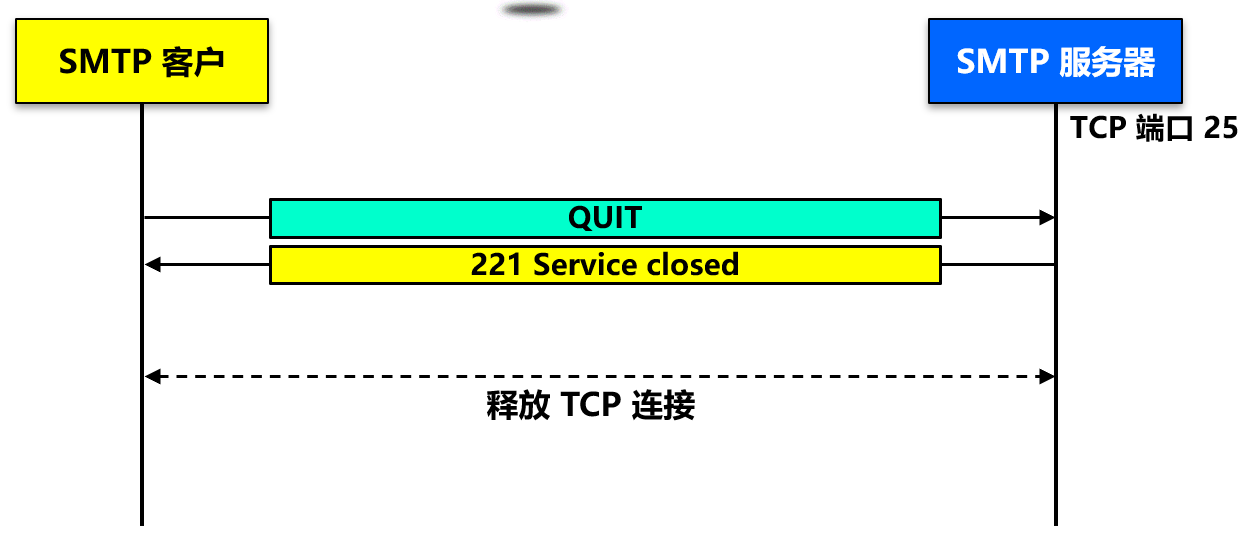 SMTP 客户
SMTP 服务器
TCP 端口 25
QUIT
221 Service closed
释放 TCP 连接